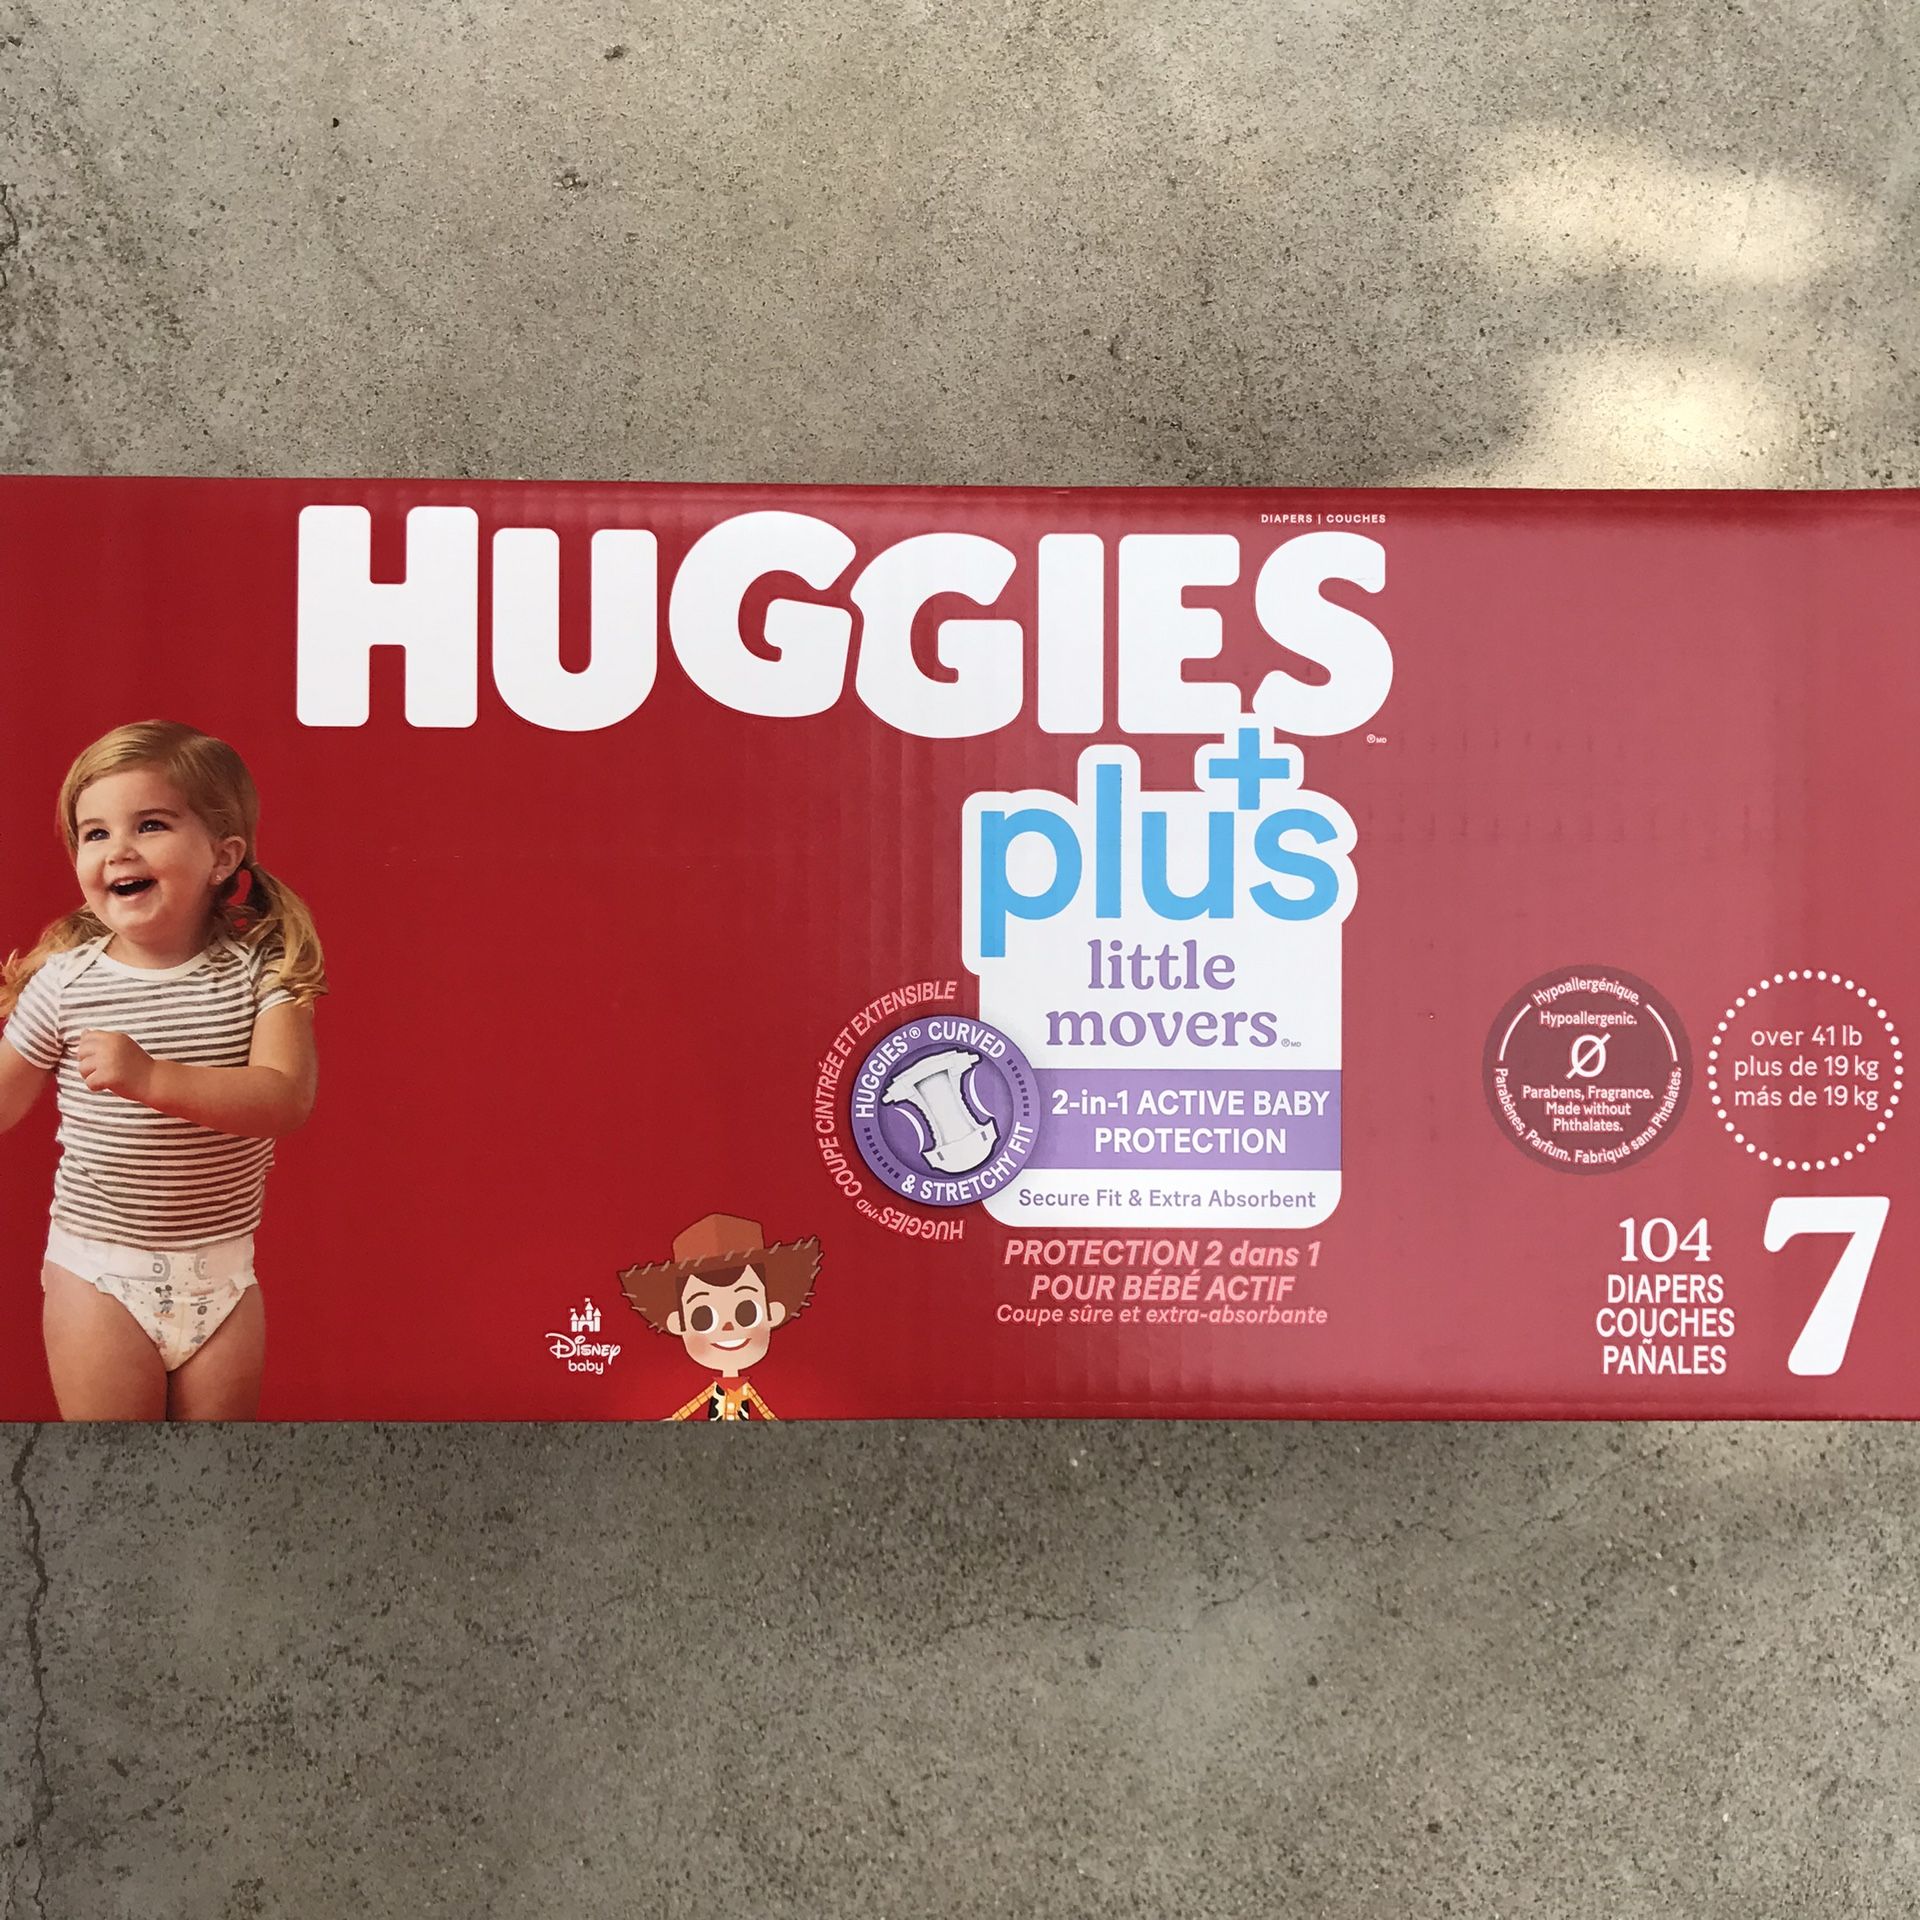 DIAPERS | COUCHES
HUGGIES
®MD
plus+
little
movers®MD
HUGGIES®MD COUPE CINTRÉE ET EXTENSIBLE
HUGGIES® CURVED
& STRETCHY FIT
2-in-1 ACTIVE BABY
PROTECTION
Secure Fit & Extra Absorbent
PROTECTION 2 dans 1
POUR BÉBÉ ACTIF
Coupe sûre et extra-absorbante
Disney
baby
Hypoallergénique.
Hypoallergenic.
Parabens, Fragrance.
Made without
Phthalates.
Parabènes, Parfum. Fabriqué sans Phtalates.
over 41 lb
plus de 19 kg
más de 19 kg
104
DIAPERS
COUCHES
PAÑALES
7